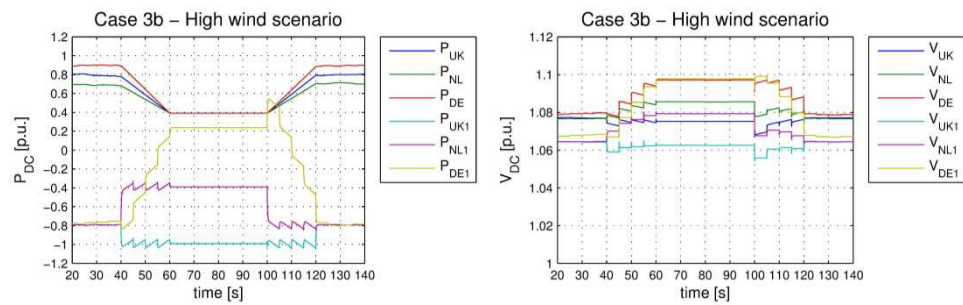 Case 3b – High wind scenario
P_DC [p.u.]
1.2
1
0.8
0.6
0.4
0.2
0
−0.2
−0.4
−0.6
−0.8
−1
−1.2
20 30 40 50 60 70 80 90 100 110 120 130 140
time [s]
P_UK
P_NL
P_DE
P_UK1
P_NL1
P_DE1
Case 3b – High wind scenario
V_DC [p.u.]
1.12
1.1
1.08
1.06
1.04
1.02
1
20 30 40 50 60 70 80 90 100 110 120 130 140
time [s]
V_UK
V_NL
V_DE
V_UK1
V_NL1
V_DE1